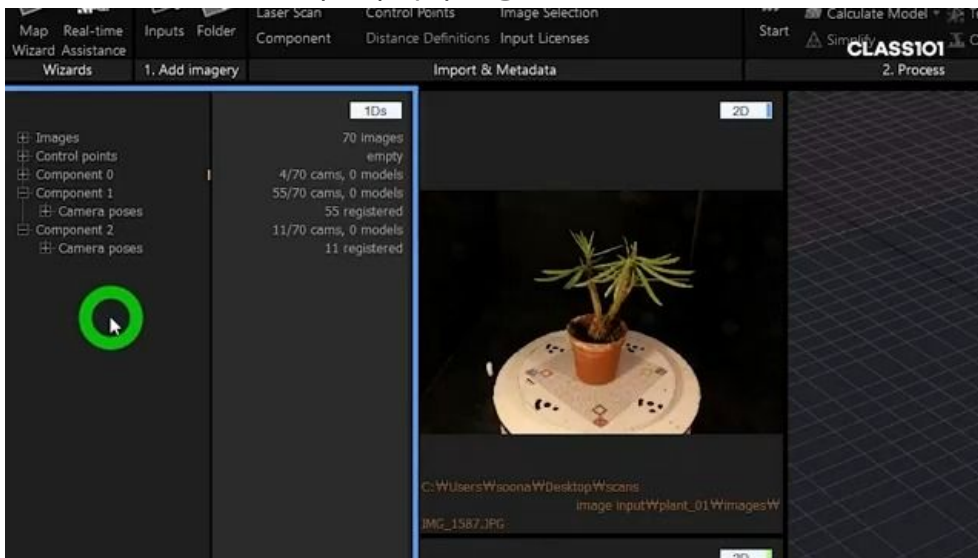 Laser Scan Control Points Image Selection
Calculate Model
Map Real-time Inputs Folder
Component Distance Definitions Input Licenses
Start
Simplify
CLASS101
Wizard Assistance
Wizards 1. Add imagery Import & Metadata 2. Process
1Ds
2D
Images 70 images
Control points empty
Component 0 4/70 cams, 0 models
Component 1 55/70 cams, 0 models
Camera poses 55 registered
Component 2 11/70 cams, 0 models
Camera poses 11 registered
C:₩Users₩soona₩Desktop₩scans
image input₩plant_01₩images₩
IMG_1587.JPG